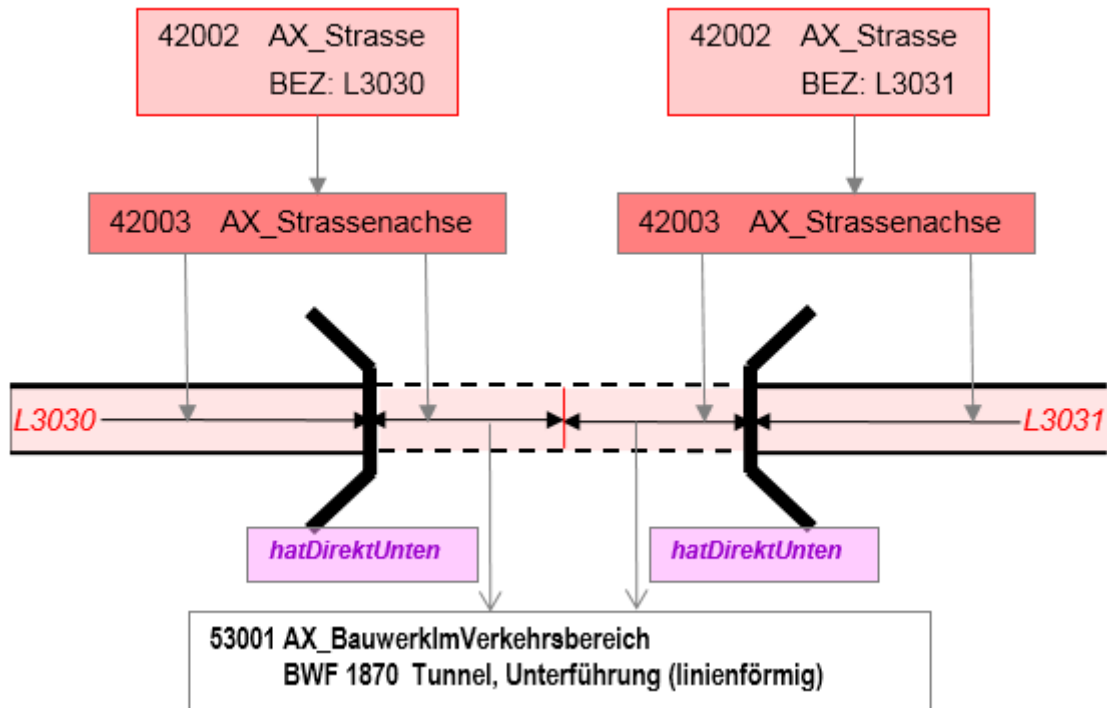 42002 AX_Strasse
BEZ: L3030
42002 AX_Strasse
BEZ: L3031
42003 AX_Strassenachse
42003 AX_Strassenachse
L3030
L3031
hatDirektUnten
hatDirektUnten
53001 AX_BauwerkImVerkehrsbereich
BWF 1870 Tunnel, Unterführung (linienförmig)